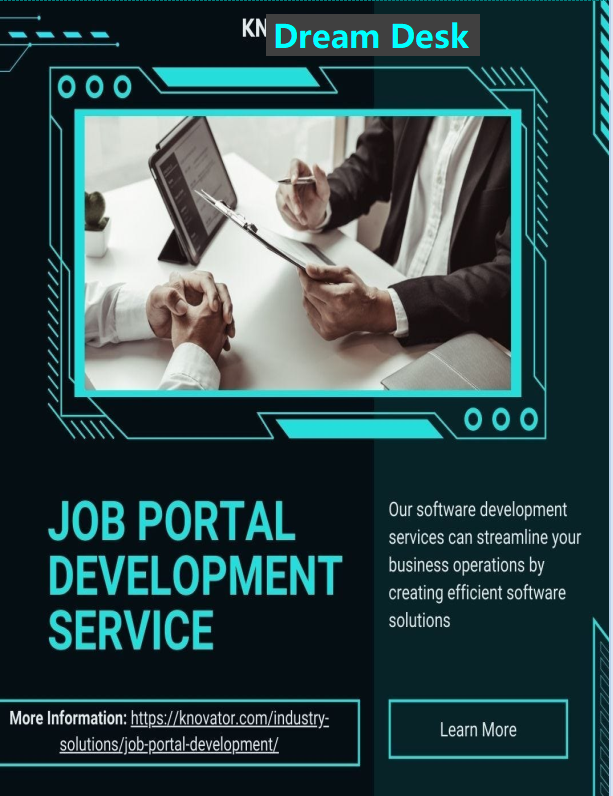 KN
Dream Desk
JOB PORTAL
DEVELOPMENT
SERVICE
Our software development
services can streamline your
business operations by
creating efficient software
solutions
More Information: https://knovator.com/industry-
solutions/job-portal-development/
Learn More